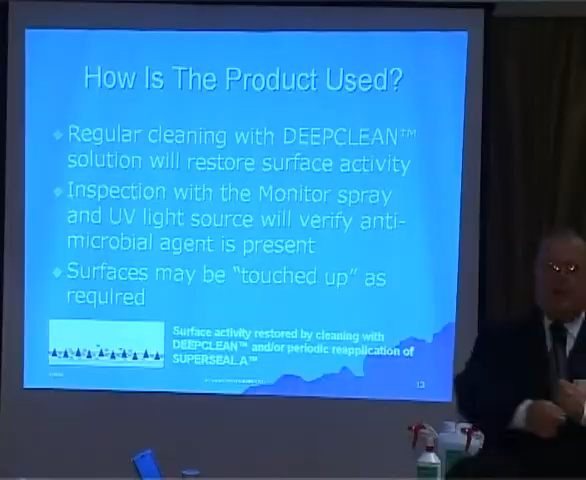 How Is The Product Used?
Regular cleaning with DEEPCLEAN™
solution will restore surface activity
Inspection with the Monitor spray
and UV light source will verify anti-
microbial agent is present
Surfaces may be "touched up" as
required
Surface activity restored by cleaning with
DEEPCLEAN™ and/or periodic reapplication of
SUPERSEAL A™
13